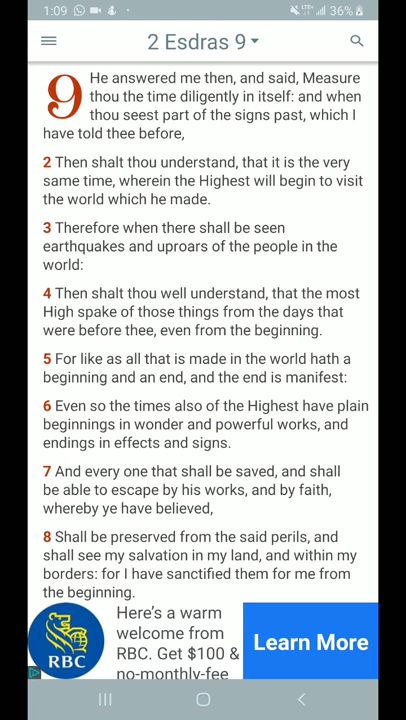 1:09 LTE+ 36%
2 Esdras 9
9 He answered me then, and said, Measure
thou the time diligently in itself: and when
thou seest part of the signs past, which I
have told thee before,
2 Then shalt thou understand, that it is the very
same time, wherein the Highest will begin to visit
the world which he made.
3 Therefore when there shall be seen
earthquakes and uproars of the people in the
world:
4 Then shalt thou well understand, that the most
High spake of those things from the days that
were before thee, even from the beginning.
5 For like as all that is made in the world hath a
beginning and an end, and the end is manifest:
6 Even so the times also of the Highest have plain
beginnings in wonder and powerful works, and
endings in effects and signs.
7 And every one that shall be saved, and shall
be able to escape by his works, and by faith,
whereby ye have believed,
8 Shall be preserved from the said perils, and
shall see my salvation in my land, and within my
borders: for I have sanctified them for me from
the beginning.
RBC
Here's a warm
welcome from
RBC. Get $100 &
no-monthly-fee
Learn More